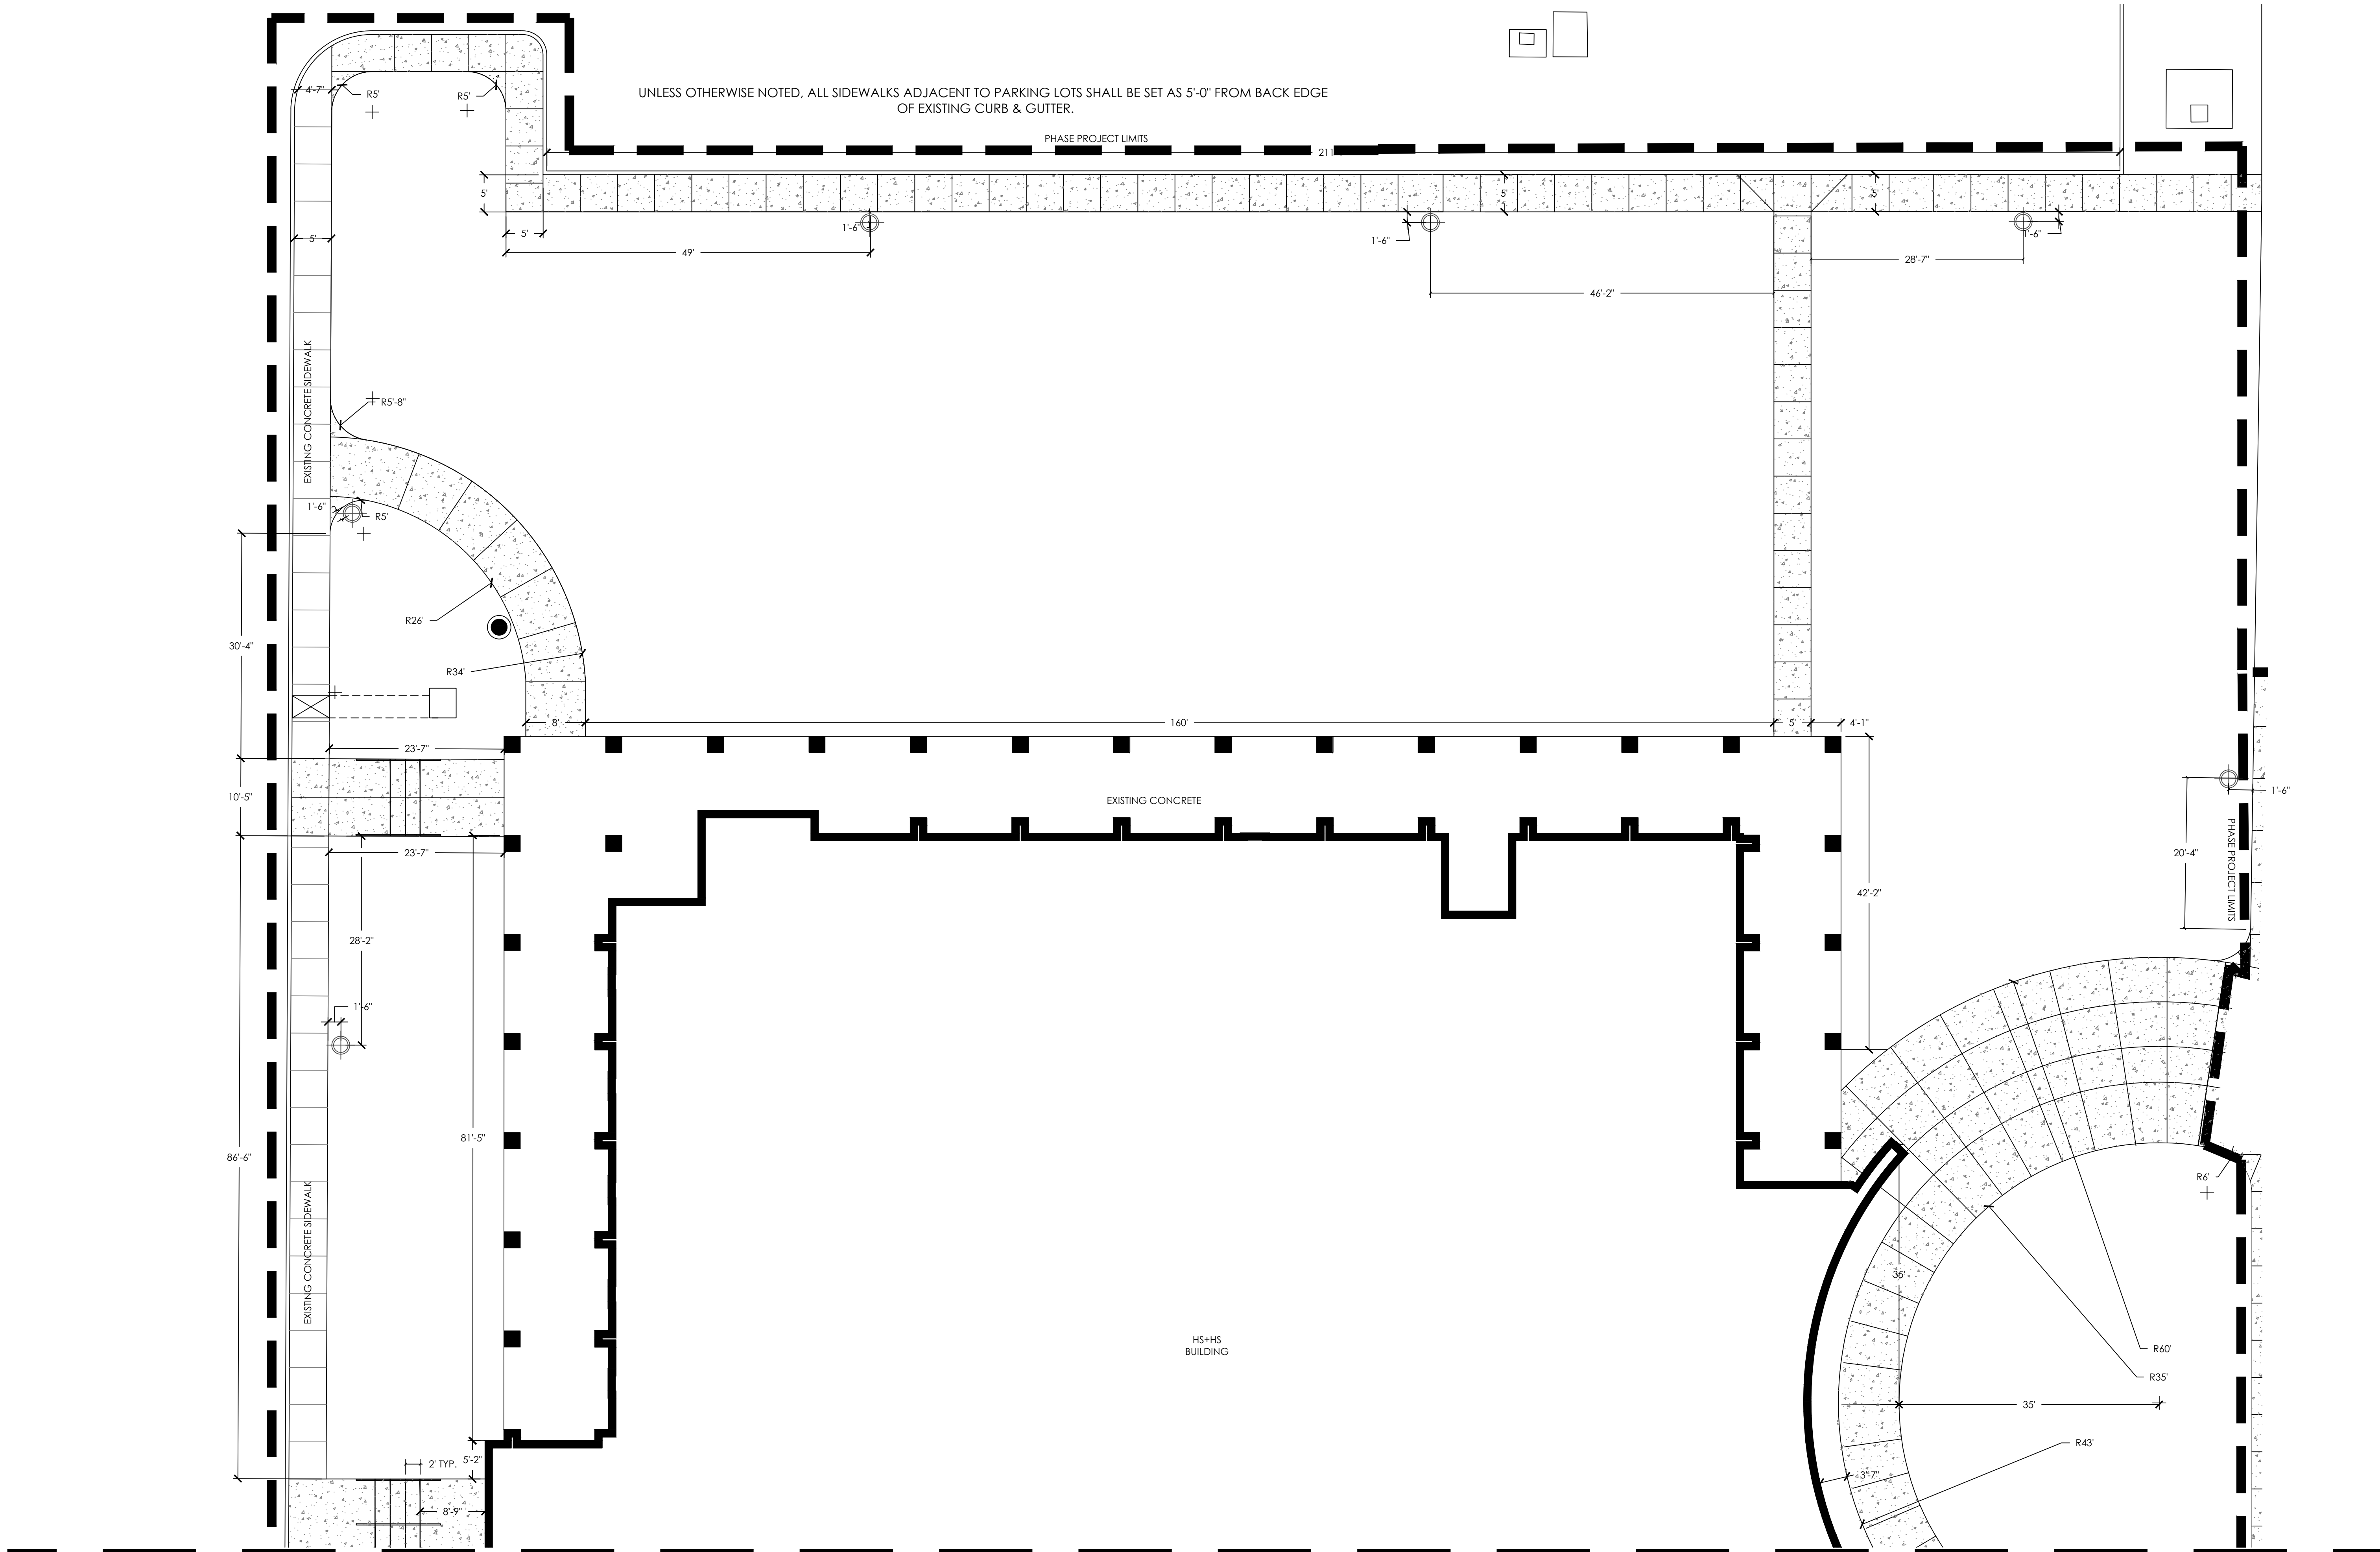 4'-7"
R5'
R5'
UNLESS OTHERWISE NOTED, ALL SIDEWALKS ADJACENT TO PARKING LOTS SHALL BE SET AS 5'-0" FROM BACK EDGE
OF EXISTING CURB & GUTTER.
PHASE PROJECT LIMITS
211'
5'
5'
5'
5'
5'
1'-6"
1'-6"
1'-6"
49'
28'-7"
46'-2"
EXISTING CONCRETE SIDEWALK
R5'-8"
1'-6"
R5'
R26'
30'-4"
R34'
8'
160'
5'
4'-1"
23'-7"
10'-5"
EXISTING CONCRETE
1'-6"
PHASE PROJECT LIMITS
20'-4"
23'-7"
42'-2"
28'-2"
1'-6"
81'-5"
86'-6"
R6'
EXISTING CONCRETE SIDEWALK
35'
HS+HS
BUILDING
R60'
R35'
35'
R43'
2' TYP.
5'-2"
3'-7"
8'-9"